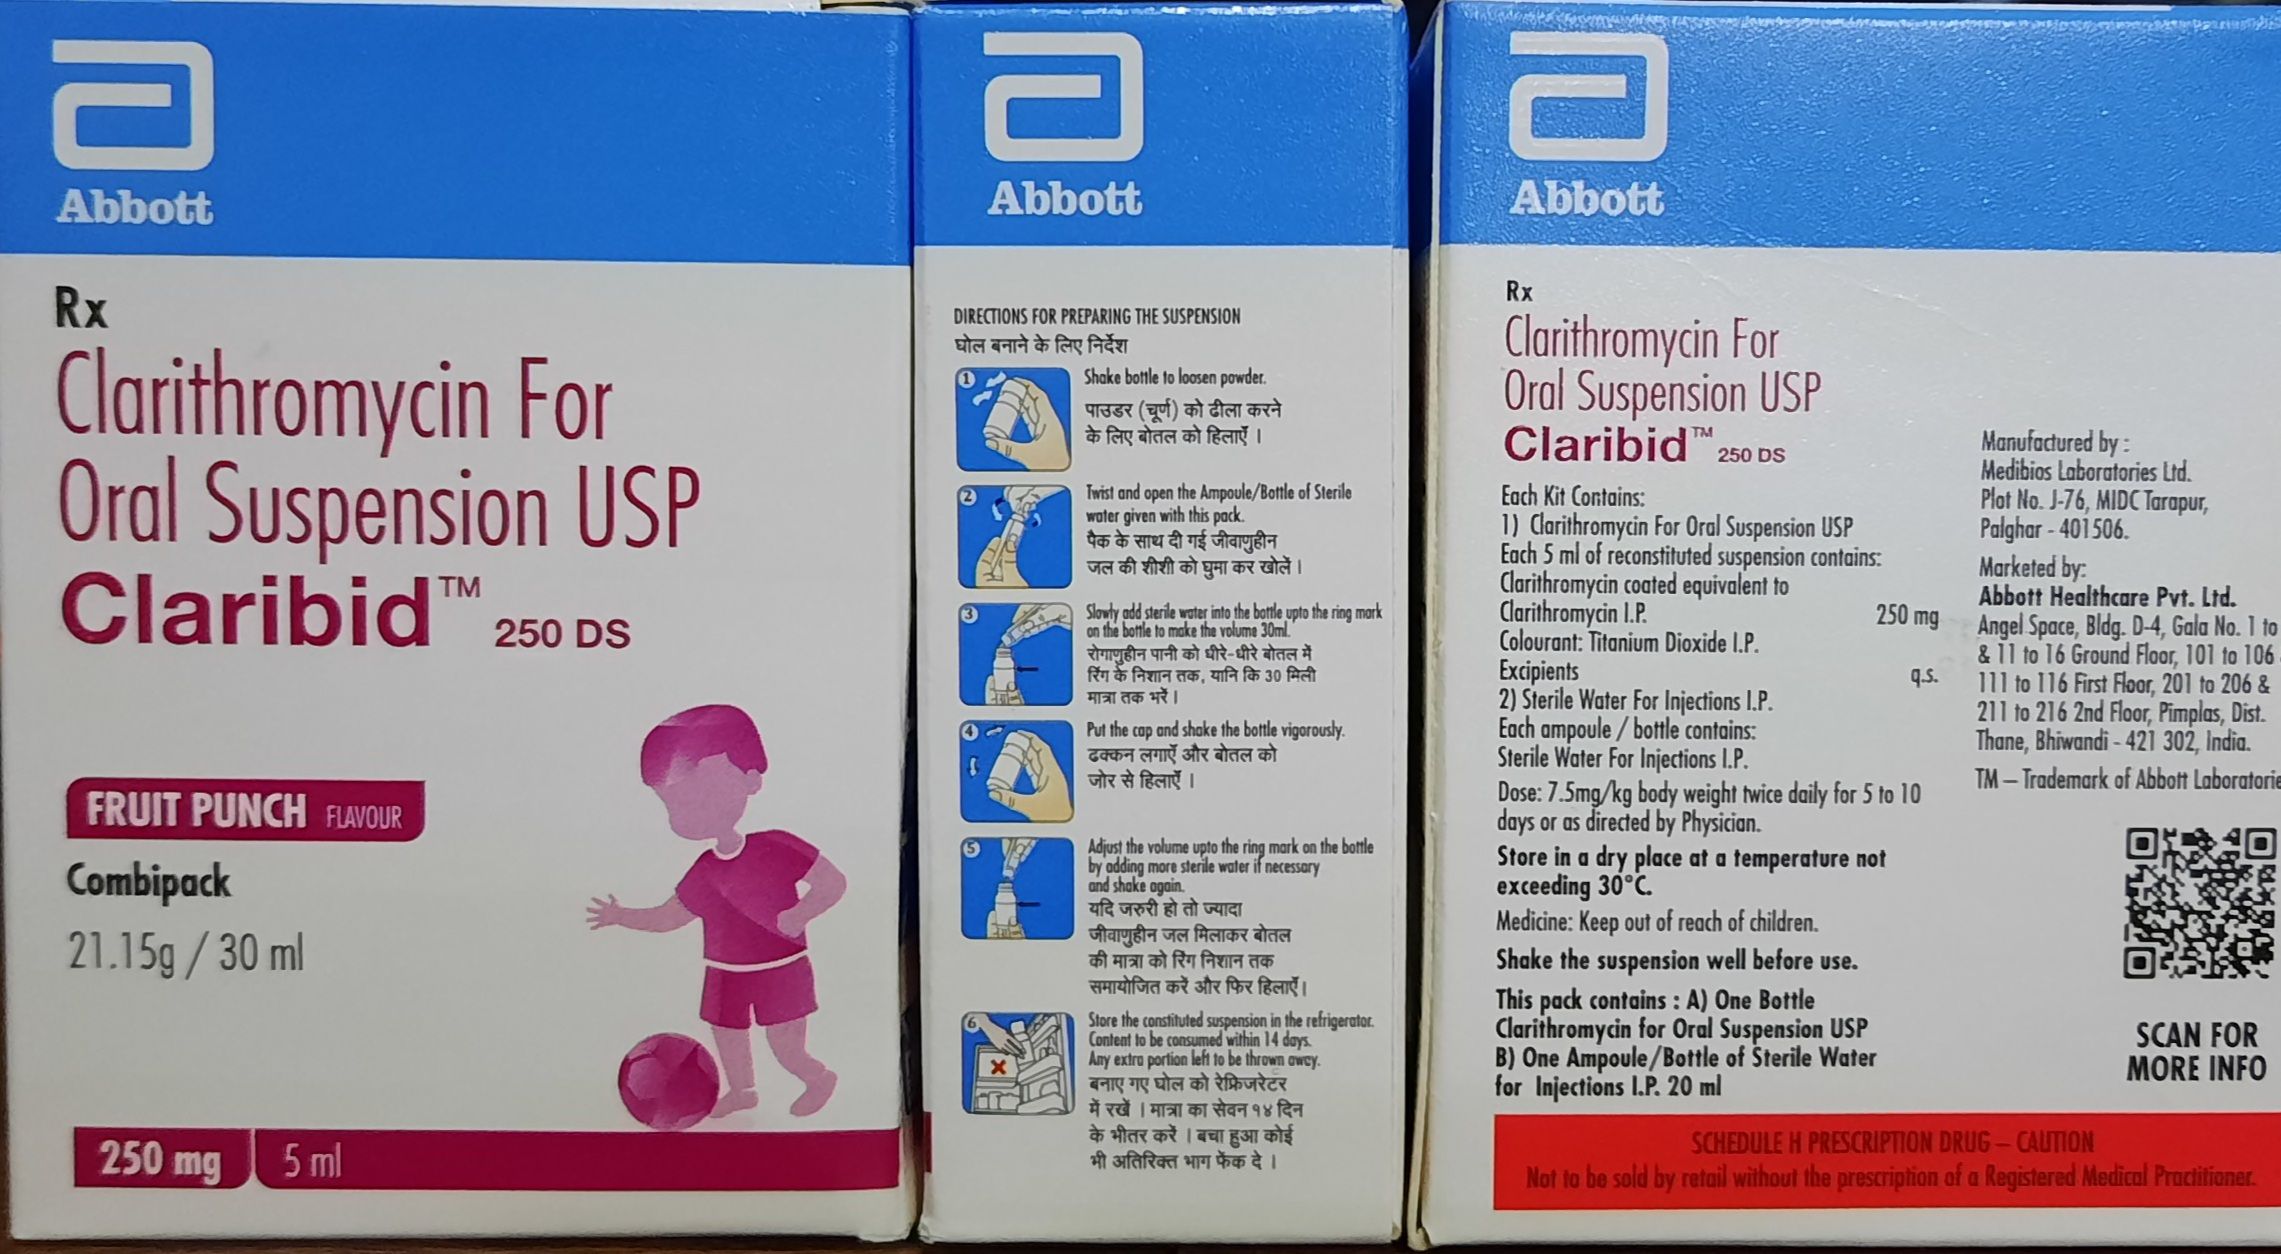 Abbott
Rx
Clarithromycin For
Oral Suspension USP
Claribid™ 250 DS
FRUIT PUNCH FLAVOUR
Combipack
21.15g / 30 ml
250 mg 5 ml
Abbott
DIRECTIONS FOR PREPARING THE SUSPENSION
घोल बनाने के लिए निर्देश
1
Shake bottle to loosen powder.
पाउडर (चूर्ण) को ढीला करने
के लिए बोतल को हिलाएँ ।
2
Twist and open the Ampoule/Bottle of Sterile
water given with this pack.
पैक के साथ दी गई जीवाणुहीन
जल की शीशी को घुमा कर खोलें ।
3
Slowly add sterile water into the bottle upto the ring mark
on the bottle to make the volume 30ml.
रोगाणुहीन पानी को धीरे-धीरे बोतल में
रिंग के निशान तक, यानि कि 30 मिली
मात्रा तक भरें ।
4
Put the cap and shake the bottle vigorously.
ढक्कन लगाएँ और बोतल को
जोर से हिलाएँ ।
5
Adjust the volume upto the ring mark on the bottle
by adding more sterile water if necessary
and shake again.
यदि जरुरी हो तो ज्यादा
जीवाणुहीन जल मिलाकर बोतल
की मात्रा को रिंग निशान तक
समायोजित करें और फिर हिलाएँ।
6
Store the constituted suspension in the refrigerator.
Content to be consumed within 14 days.
Any extra portion left to be thrown away.
बनाए गए घोल को रेफ्रिजरेटर
में रखें । मात्रा का सेवन १४ दिन
के भीतर करें । बचा हुआ कोई
भी अतिरिक्त भाग फेंक दे ।
Abbott
Rx
Clarithromycin For
Oral Suspension USP
Claribid™ 250 DS
Each Kit Contains:
1) Clarithromycin For Oral Suspension USP
Each 5 ml of reconstituted suspension contains:
Clarithromycin coated equivalent to
Clarithromycin I.P. 250 mg
Colourant: Titanium Dioxide I.P.
Excipients q.s.
2) Sterile Water For Injections I.P.
Each ampoule / bottle contains:
Sterile Water For Injections I.P.
Dose: 7.5mg/kg body weight twice daily for 5 to 10
days or as directed by Physician.
Store in a dry place at a temperature not
exceeding 30°C.
Medicine: Keep out of reach of children.
Shake the suspension well before use.
This pack contains : A) One Bottle
Clarithromycin for Oral Suspension USP
B) One Ampoule/Bottle of Sterile Water
for Injections I.P. 20 ml
Manufactured by :
Medibios Laboratories Ltd.
Plot No. J-76, MIDC Tarapur,
Palghar - 401506.
Marketed by:
Abbott Healthcare Pvt. Ltd.
Angel Space, Bldg. D-4, Gala No. 1 to
& 11 to 16 Ground Floor, 101 to 106
111 to 116 First Floor, 201 to 206 &
211 to 216 2nd Floor, Pimplas, Dist.
Thane, Bhiwandi - 421 302, India.
TM – Trademark of Abbott Laboratorie
SCAN FOR
MORE INFO
SCHEDULE H PRESCRIPTION DRUG – CAUTION
Not to be sold by retail without the prescription of a Registered Medical Practitioner.